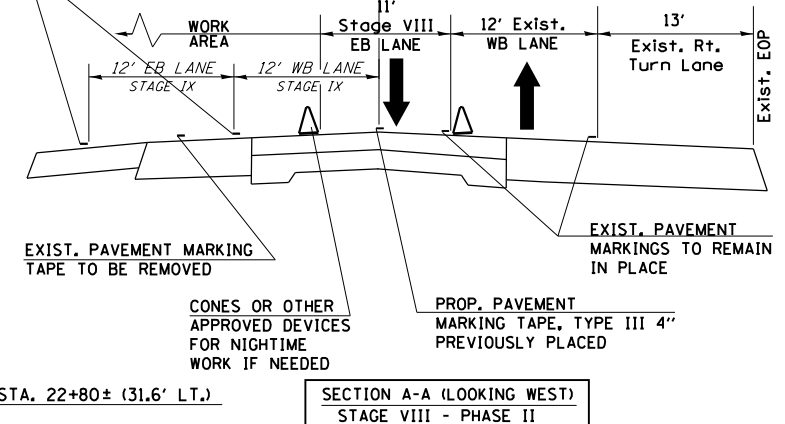 11'
Stage VIII
EB LANE
WORK
AREA
12' Exist.
WB LANE
13'
Exist. Rt.
Turn Lane
Exist. EOP
12' EB LANE
STAGE IX
12' WB LANE
STAGE IX
EXIST. PAVEMENT MARKING
TAPE TO BE REMOVED
EXIST. PAVEMENT
MARKINGS TO REMAIN
IN PLACE
CONES OR OTHER
APPROVED DEVICES
FOR NIGHTIME
WORK IF NEEDED
PROP. PAVEMENT
MARKING TAPE, TYPE III 4"
PREVIOUSLY PLACED
STA. 22+80± (31.6' LT.)
SECTION A-A (LOOKING WEST)
STAGE VIII - PHASE II